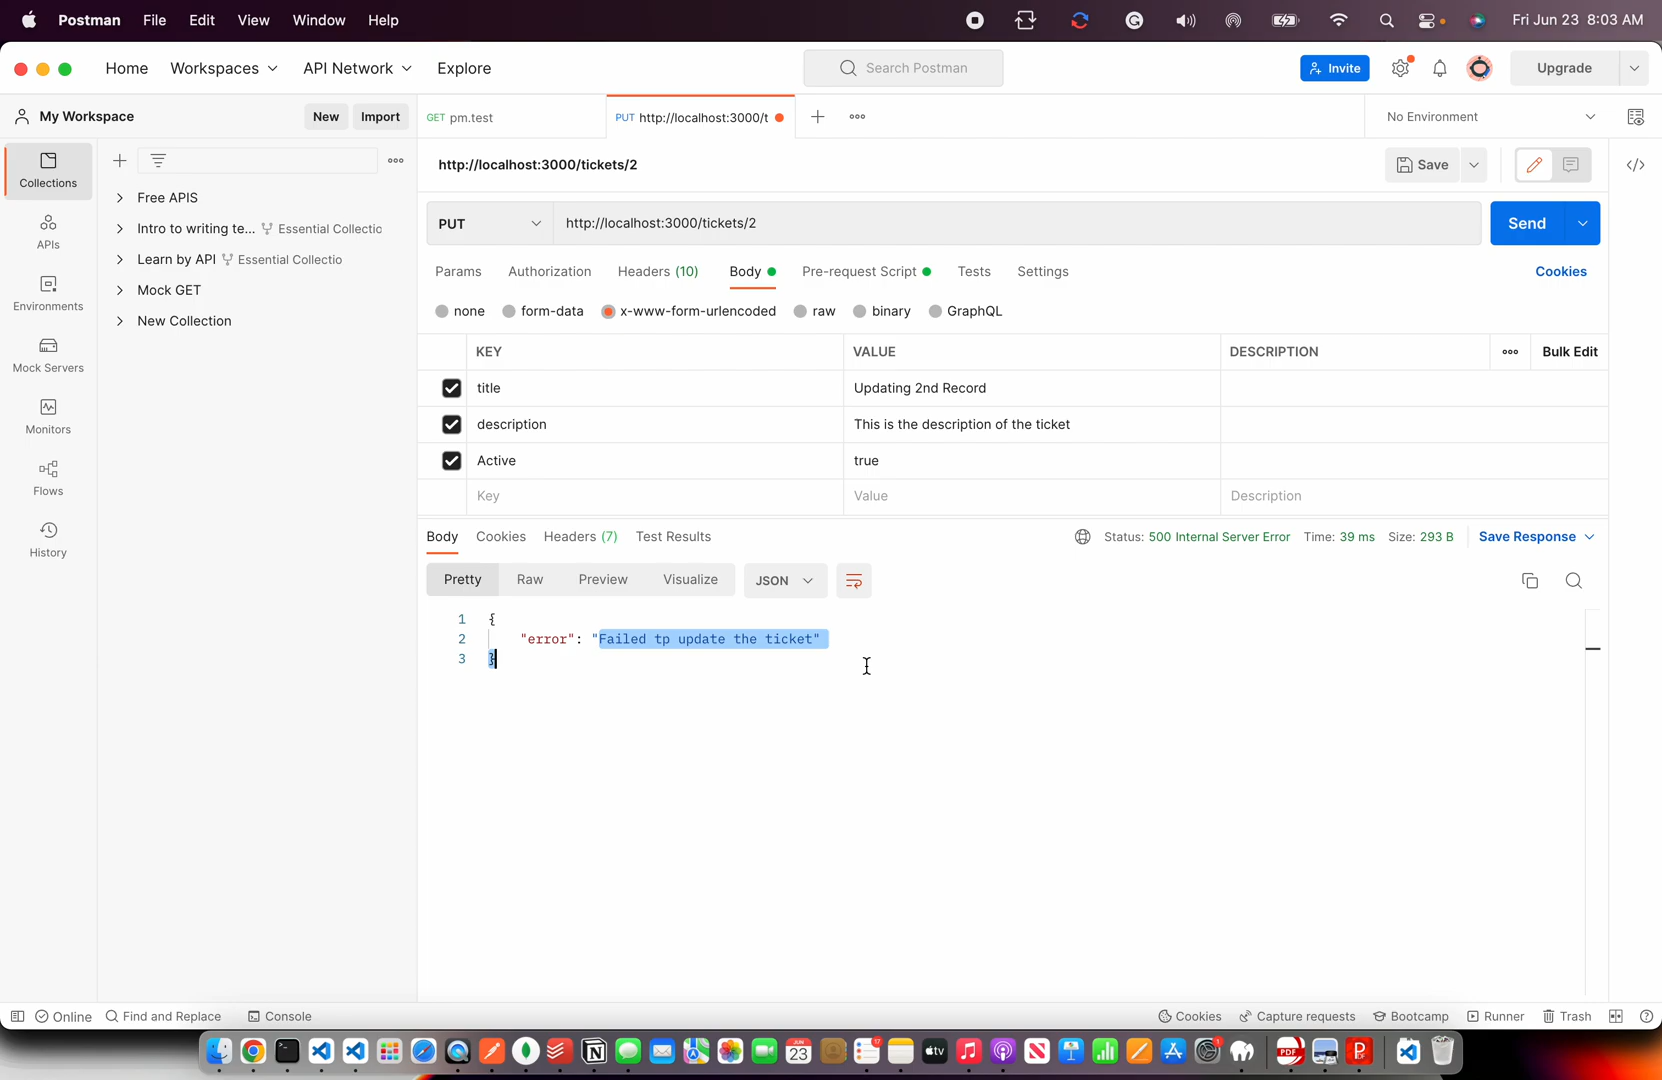 Postman File Edit View Window Help Fri Jun 23 8:03 AM
Home Workspaces API Network Explore Search Postman Invite Upgrade
My Workspace New Import GET pm.test PUT http://localhost:3000/t No Environment
Collections
APIs
Environments
Mock Servers
Monitors
Flows
History
Free APIS
Intro to writing te... Essential Collectio
Learn by API Essential Collectio
Mock GET
New Collection
http://localhost:3000/tickets/2 Save
PUT http://localhost:3000/tickets/2 Send
Params Authorization Headers (10) Body Pre-request Script Tests Settings Cookies
none form-data x-www-form-urlencoded raw binary GraphQL
KEY VALUE DESCRIPTION Bulk Edit
title Updating 2nd Record
description This is the description of the ticket
Active true
Key Value Description
Body Cookies Headers (7) Test Results Status: 500 Internal Server Error Time: 39 ms Size: 293 B Save Response
Pretty Raw Preview Visualize JSON
1 {
2 "error": "Failed tp update the ticket"
3 }
Online Find and Replace Console Cookies Capture requests Bootcamp Runner Trash
JUN
23
17
tv
1
PDF